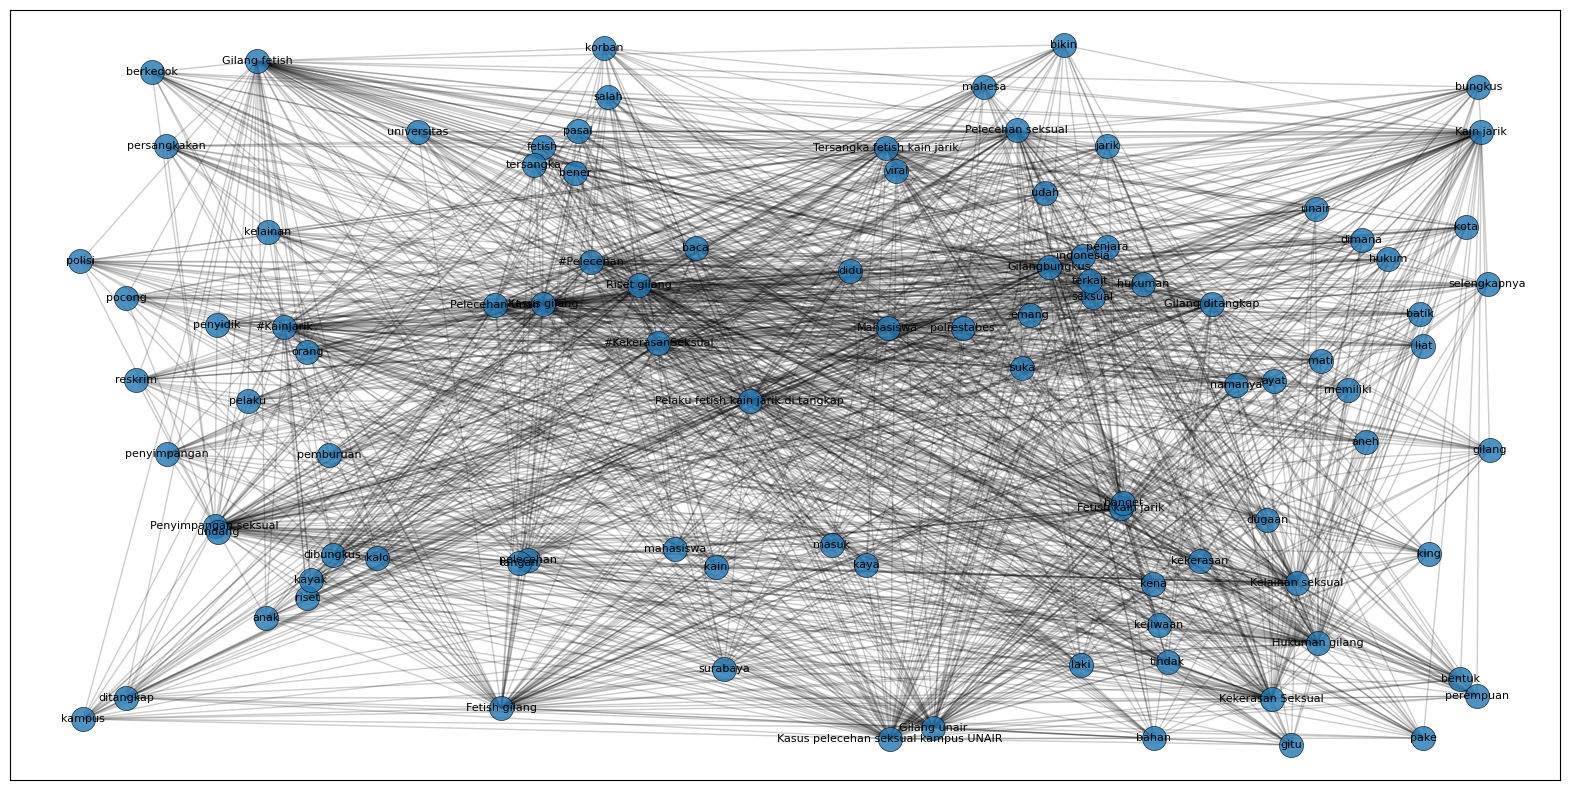 korban
bikin
Gilang fetish
berkedok
mahesa
bungkus
salah
universitas
pasal
Pelecehan seksual
Kain jarik
persangkakan
fetish
Tersangka fetish kain jarik
jarik
tersangka
bener
viral
udah
unair
kelainan
kota
dimana
baca
penjara
indonesia
hukum
polisi
#Pelecehan
didu
Gilangbungkus
terkait
hukuman
selengkapnya
Riset gilang
seksual
pocong
Kasus gilang
Gilang ditangkap
emang
batik
penyidik
#KainJarik
Mahasiswa
polrestabes
#KekerasanSeksual
liat
orang
mati
suka
reskrim
namanya
ayat
memiliki
pelaku
Pelaku fetish kain jarik di tangkap
aneh
gilang
penyimpangan
pemburuan
banget
Fetish kain jarik
dugaan
Penyimpangan seksual
undang
masuk
mahasiswa
dibungkus
kalo
king
pelecehan
tangan
kain
kaya
kekerasan
kayak
kena
Kelainan seksual
riset
anak
kejiwaan
Hukuman gilang
surabaya
laki
tindak
bentuk
perempuan
ditangkap
Kekerasan Seksual
Fetish gilang
kampus
Gilang unair
Kasus pelecehan seksual kampus UNAIR
bahan
gitu
pake